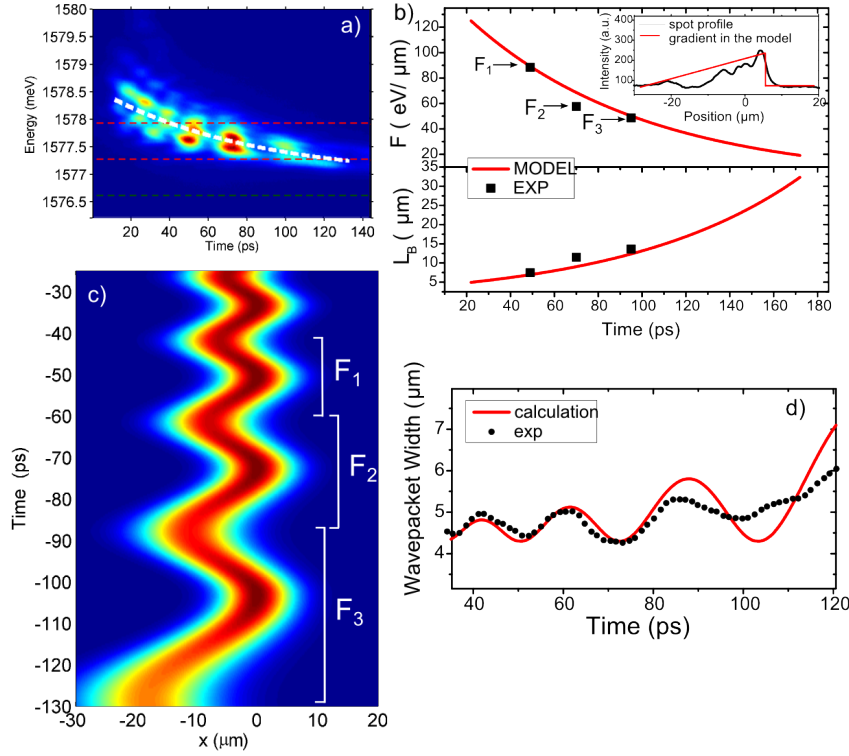 a)
Energy (meV)
1580
1579
1578
1577.5
1577
1576.5
20 40 60 80 100 120 140
Time (ps)
b)
F ( eV/ μm)
120
100
80
60
40
20
F1
F2
F3
Intensity (a.u.)
400
300
200
100
spot profile
gradient in the model
-20 0 20
Position (μm)
MODEL
EXP
LB ( μm)
35
30
25
20
15
10
5
20 40 60 80 100 120 140 160 180
Time (ps)
c)
Time (ps)
-30
-40
-50
-60
-70
-80
-90
-100
-110
-120
-130
F1
F2
F3
-30 -20 -10 0 10 20
x (μm)
d)
Wavepacket Width (μm)
7
6
5
4
calculation
exp
40 60 80 100 120
Time (ps)